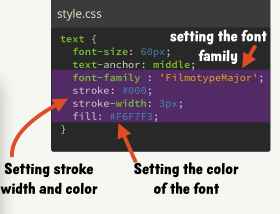 style.css
setting the font
family
text {
font-size: 60px;
text-anchor: middle;
font-family : 'FilmotypeMajor';
stroke: #000;
stroke-width: 3px;
fill: #F6F7F3;
}
Setting stroke
width and color
Setting the color
of the font